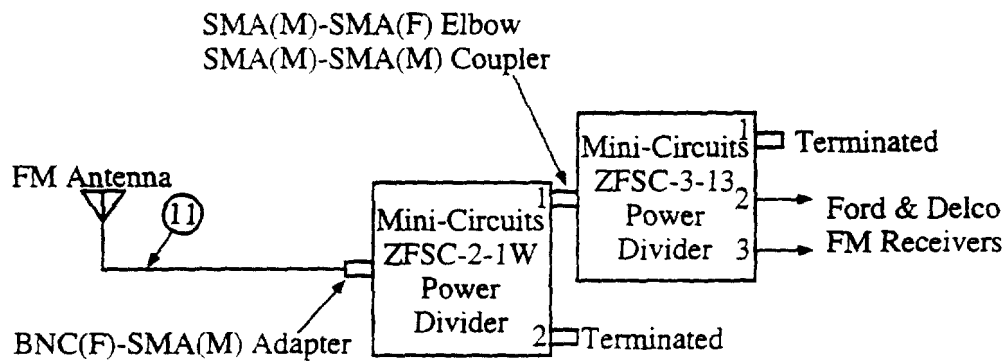 SMA(M)-SMA(F) Elbow
SMA(M)-SMA(M) Coupler
FM Antenna
11
BNC(F)-SMA(M) Adapter
1
Mini-Circuits
ZFSC-2-1W
Power
Divider
2
Terminated
1
Mini-Circuits
ZFSC-3-13
2
Power
Divider
3
Terminated
Ford & Delco
FM Receivers